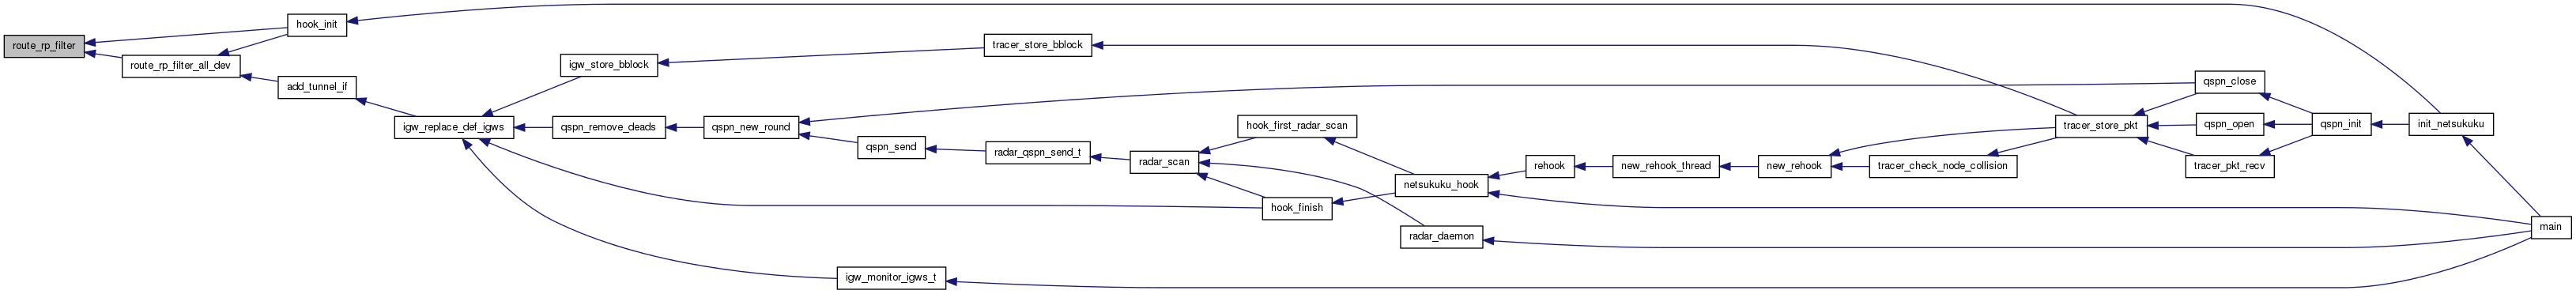 route_rp_filter
hook_init
route_rp_filter_all_dev
add_tunnel_if
igw_replace_def_igws
igw_store_bblock
qspn_remove_deads
qspn_new_round
igw_monitor_igws_t
qspn_send
tracer_store_bblock
radar_qspn_send_t
radar_scan
hook_first_radar_scan
hook_finish
netsukuku_hook
radar_daemon
rehook
new_rehook_thread
new_rehook
tracer_check_node_collision
tracer_store_pkt
qspn_close
qspn_open
tracer_pkt_recv
qspn_init
init_netsukuku
main